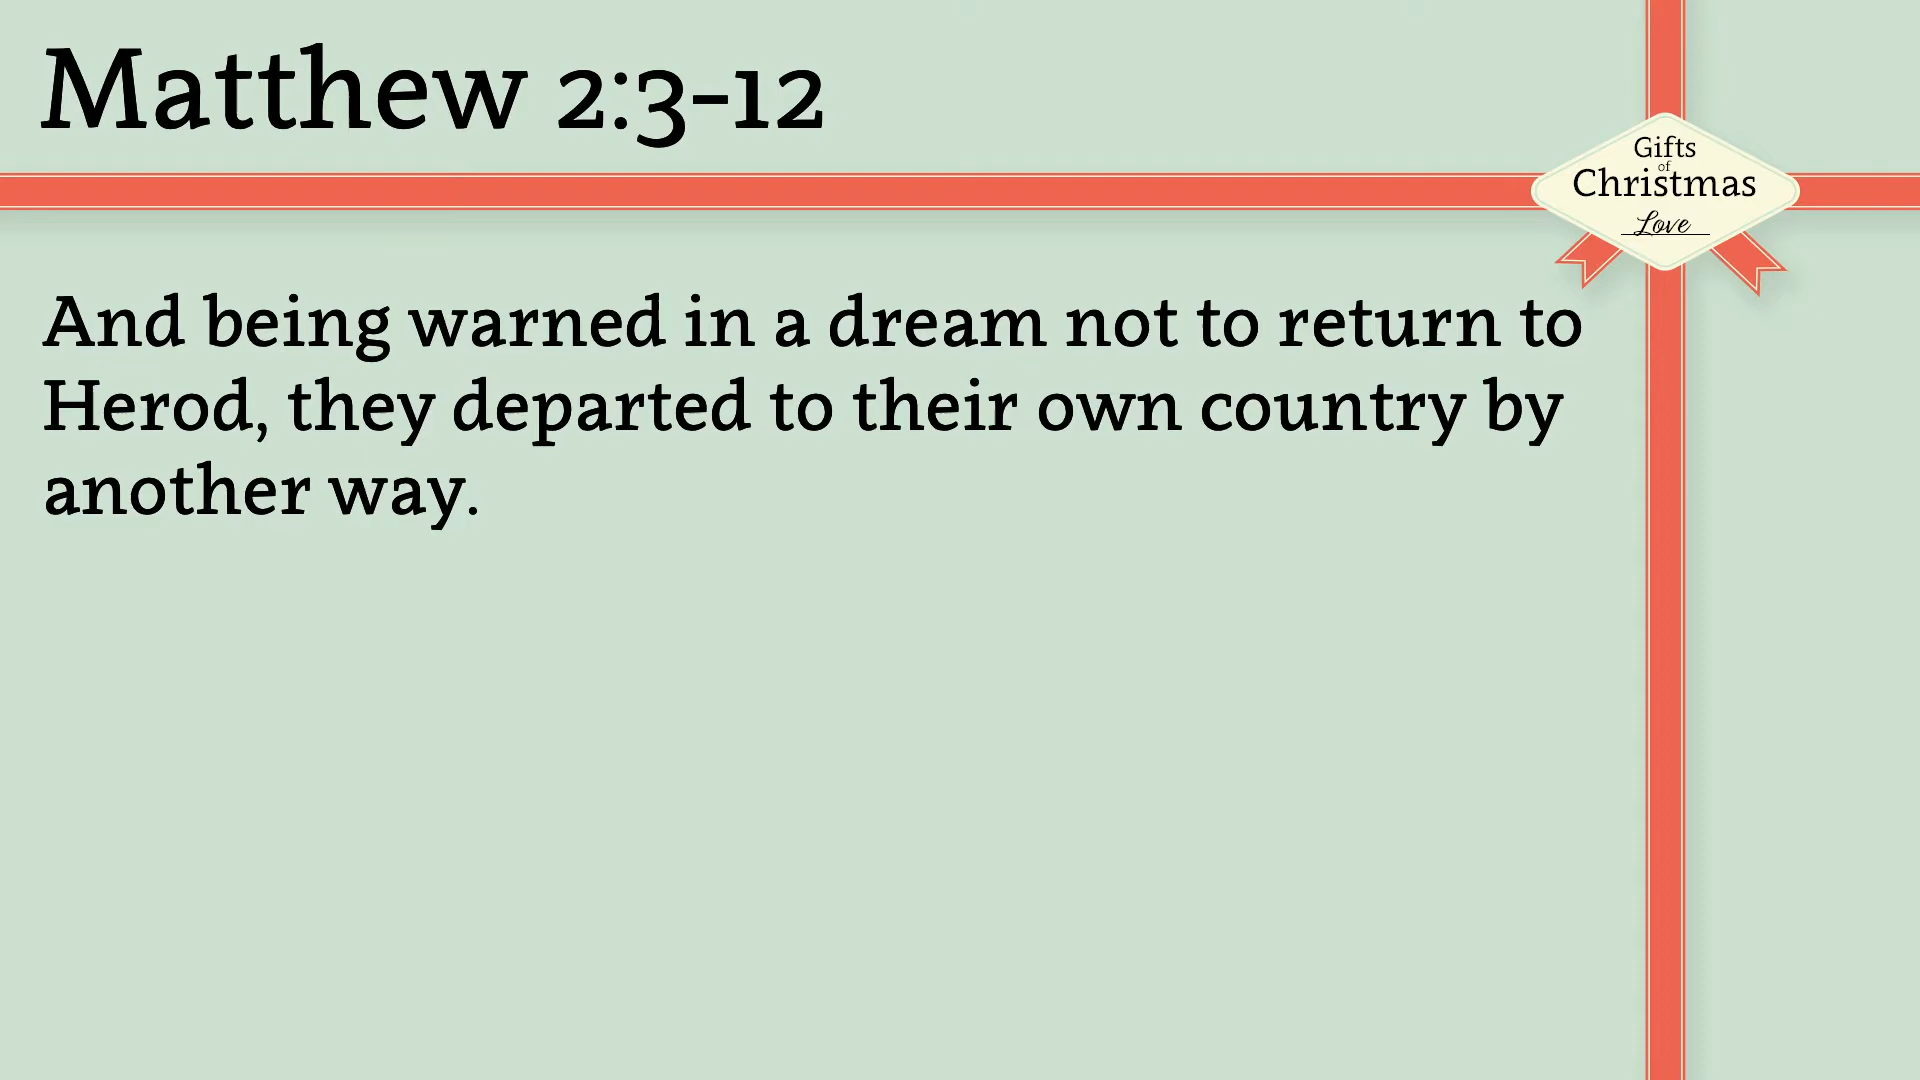 Matthew 2:3-12
Gifts
of
Christmas
Love
And being warned in a dream not to return to
Herod, they departed to their own country by
another way.